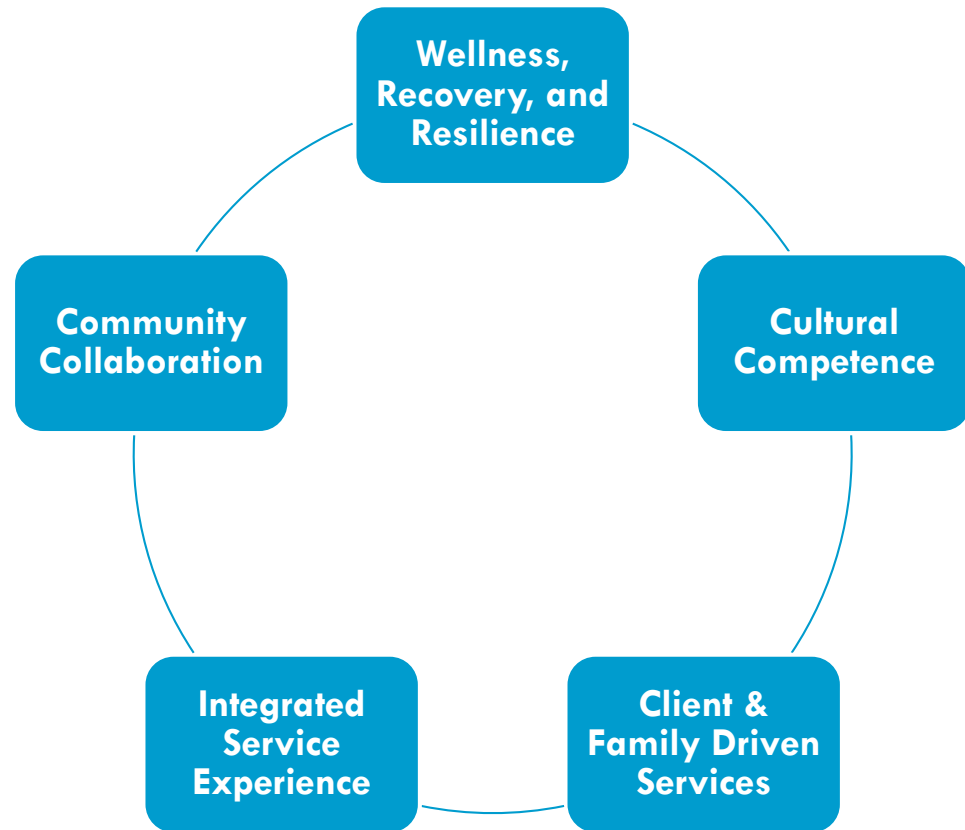 Wellness,
Recovery, and
Resilience
Community
Collaboration
Cultural
Competence
Integrated
Service
Experience
Client &
Family Driven
Services